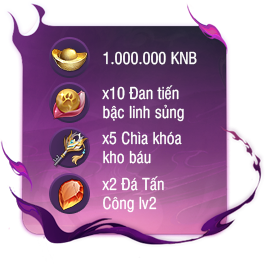 1.000.000 KNB
x10 Đan tiến
bậc linh sủng
x5 Chìa khóa
kho báu
x2 Đá Tấn
Công lv2